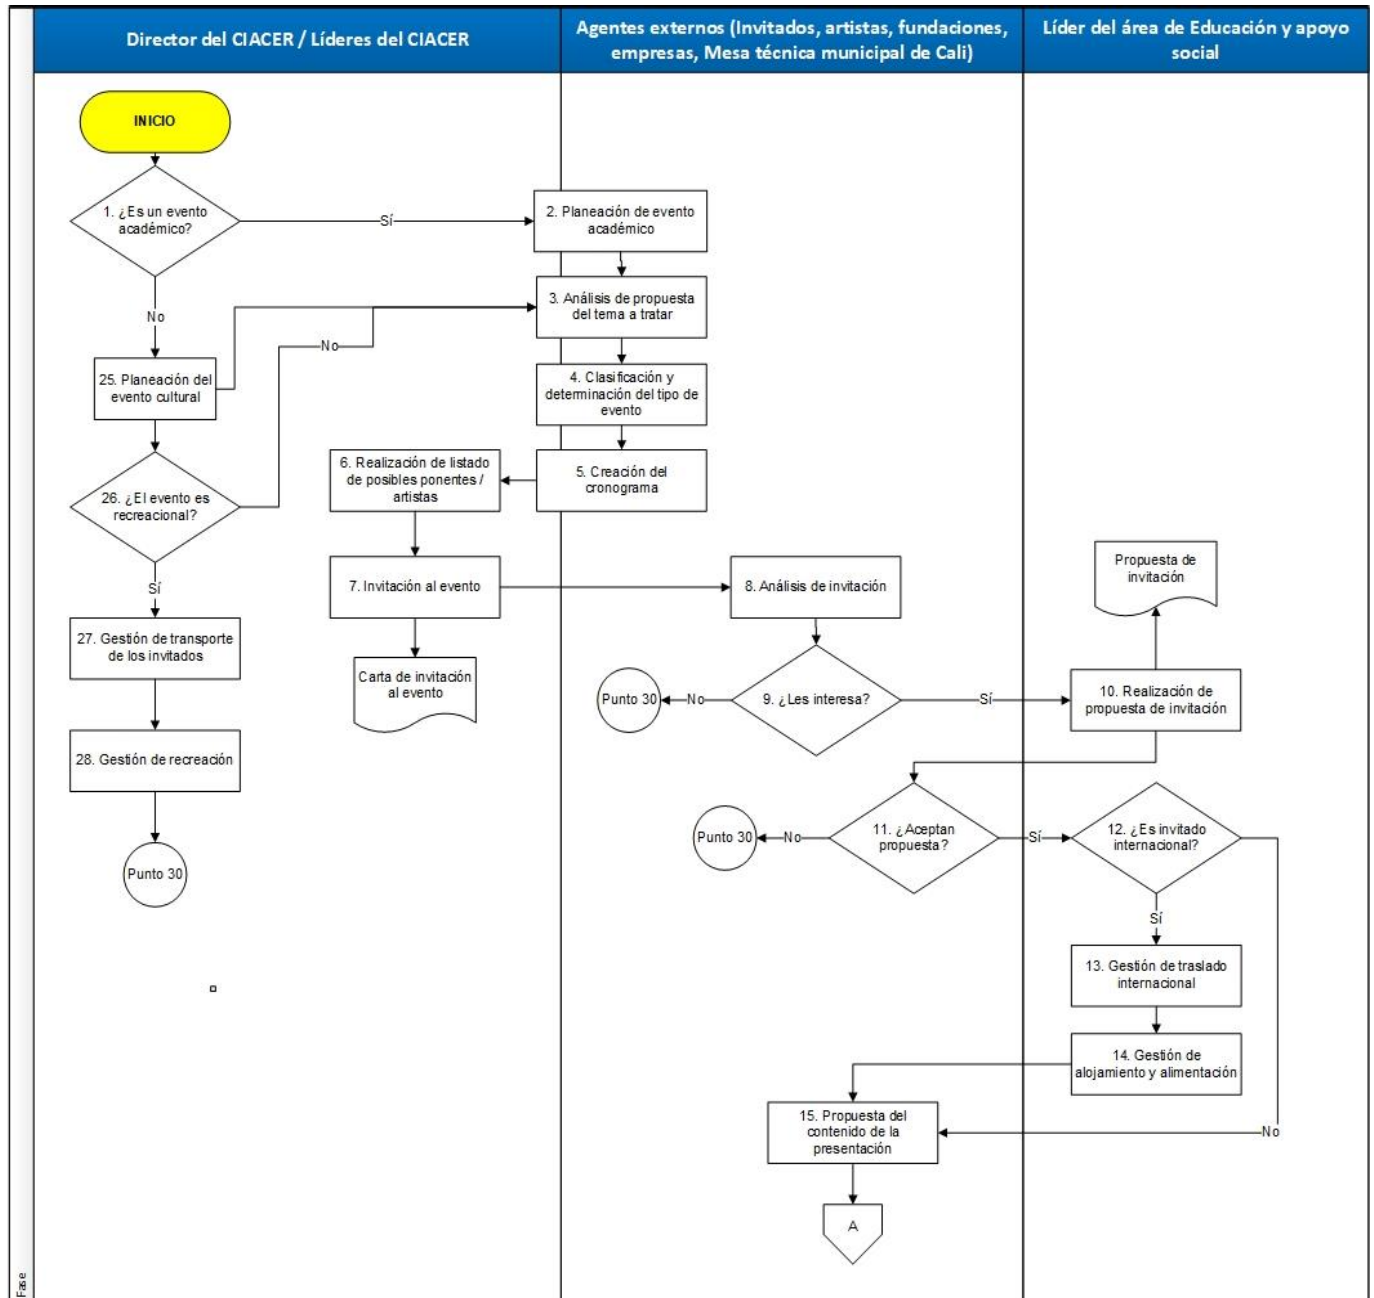 Director del CIACER / Líderes del CIACER
Agentes externos (Invitados, artistas, fundaciones,
empresas, Mesa técnica municipal de Cali)
Líder del área de Educación y apoyo
social
INICIO
1. ¿Es un evento
académico?
Sí
2. Planeación de evento
académico
No
3. Análisis de propuesta
del tema a tratar
No
25. Planeación del
evento cultural
4. Clasificación y
determinación del tipo de
evento
26. ¿El evento es
recreacional?
6. Realización de listado
de posibles ponentes /
artistas
5. Creación del
cronograma
Sí
7. Invitación al evento
8. Análisis de invitación
Propuesta de
invitación
27. Gestión de transporte
de los invitados
Carta de invitación
al evento
Punto 30
No
9. ¿Les interesa?
Sí
10. Realización de
propuesta de invitación
28. Gestión de recreación
Punto 30
Punto 30
No
11. ¿Aceptan
propuesta?
Sí
12. ¿Es invitado
internacional?
Sí
13. Gestión de traslado
internacional
14. Gestión de
alojamiento y alimentación
15. Propuesta del
contenido de la
presentación
No
A
Fase